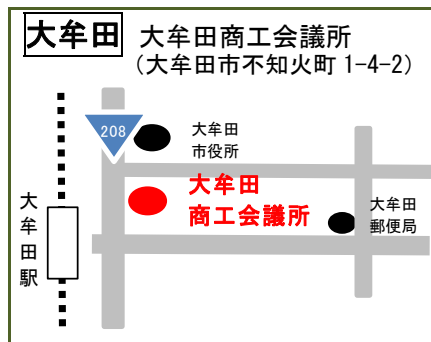 大牟田 大牟田商工会議所
（大牟田市不知火町 1-4-2）
208
大牟田
市役所
大牟田
商工会議所
大牟田
郵便局
大牟田駅